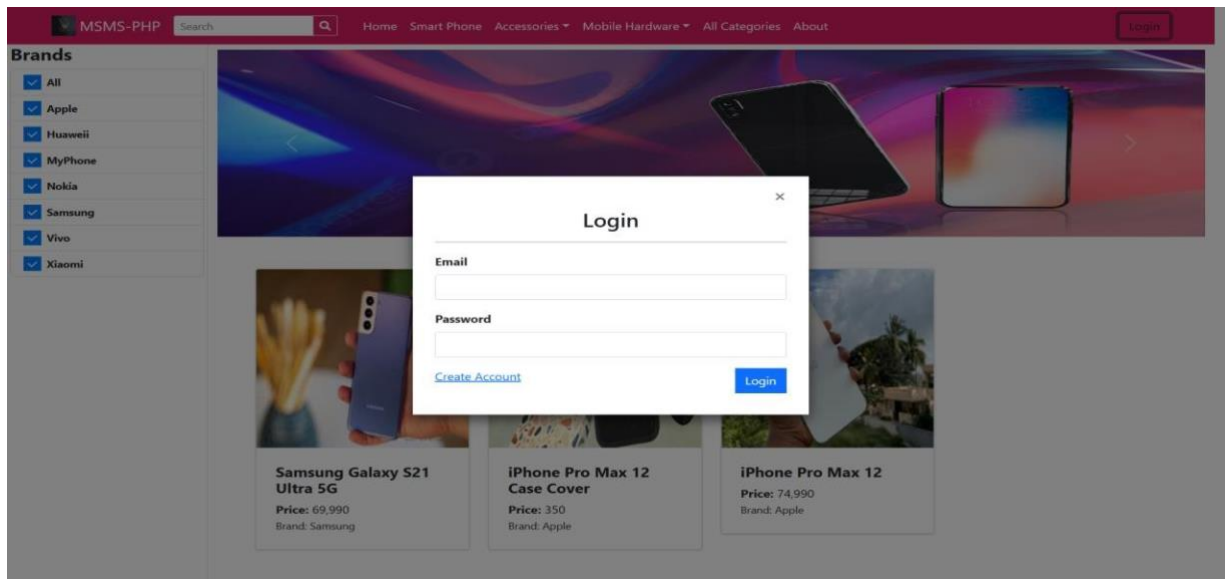 MSMS-PHP Search Home Smart Phone Accessories Mobile Hardware All Categories About Login
Brands
All
Apple
Huaweii
MyPhone
Nokia
Samsung
Vivo
Xiaomi
Login
Email
Password
Create Account Login
Samsung Galaxy S21
Ultra 5G
Price: 69,990
Brand: Samsung
iPhone Pro Max 12
Case Cover
Price: 350
Brand: Apple
iPhone Pro Max 12
Price: 74,990
Brand: Apple